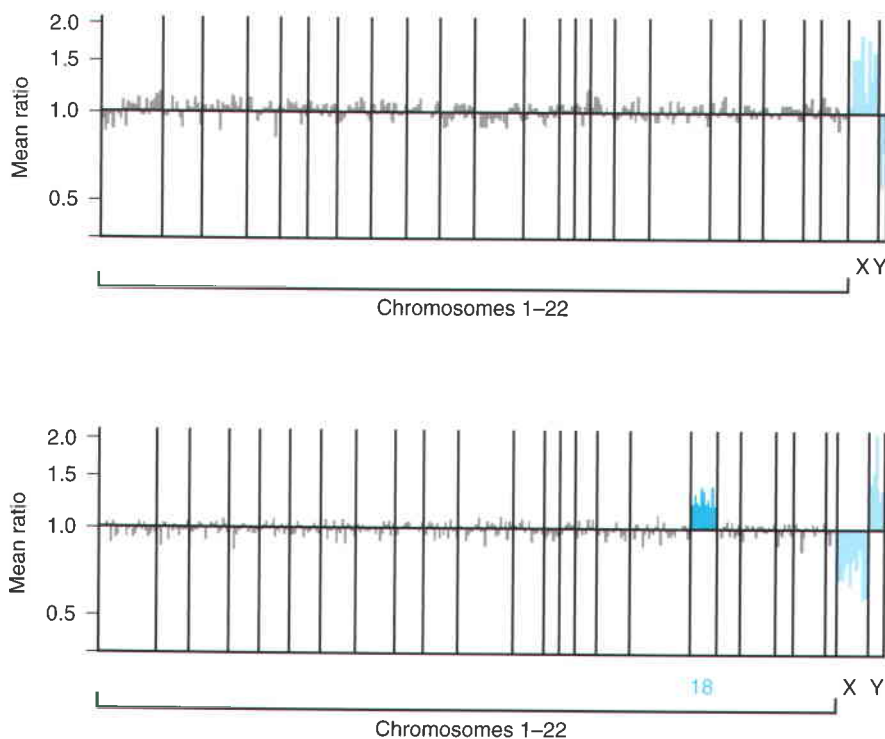 2.0
1.5
1.0
0.5
Mean ratio
X Y
Chromosomes 1–22
2.0
1.5
1.0
0.5
Mean ratio
18 X Y
Chromosomes 1–22